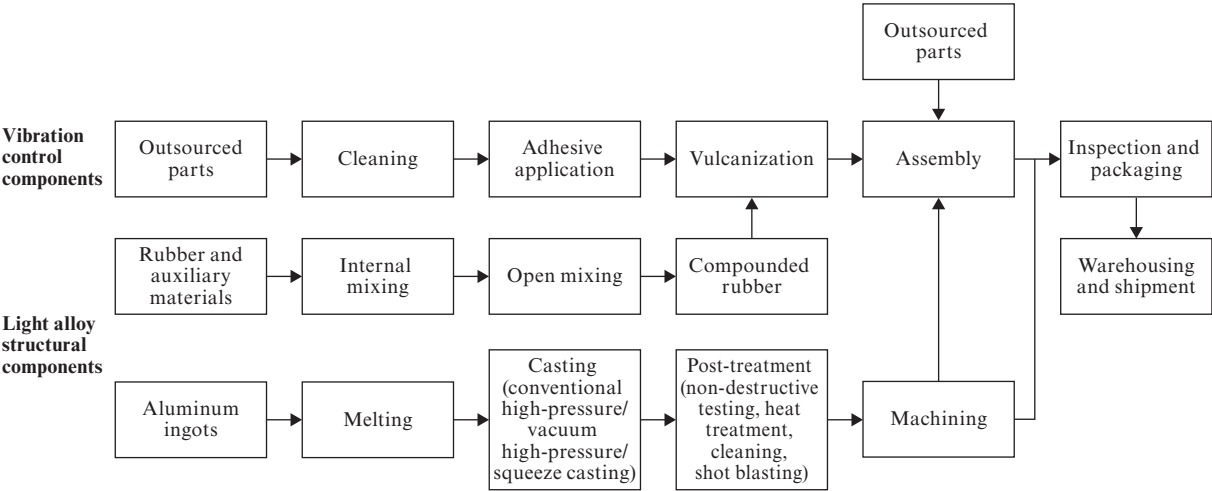 Outsourced
parts
Vibration
control
components
Outsourced
parts
Cleaning
Adhesive
application
Vulcanization
Assembly
Inspection and
packaging
Rubber and
auxiliary
materials
Internal
mixing
Open mixing
Compounded
rubber
Warehousing
and shipment
Light alloy
structural
components
Aluminum
ingots
Melting
Casting
(conventional
high-pressure/
vacuum
high-pressure/
squeeze casting)
Post-treatment
(non-destructive
testing, heat
treatment,
cleaning,
shot blasting)
Machining